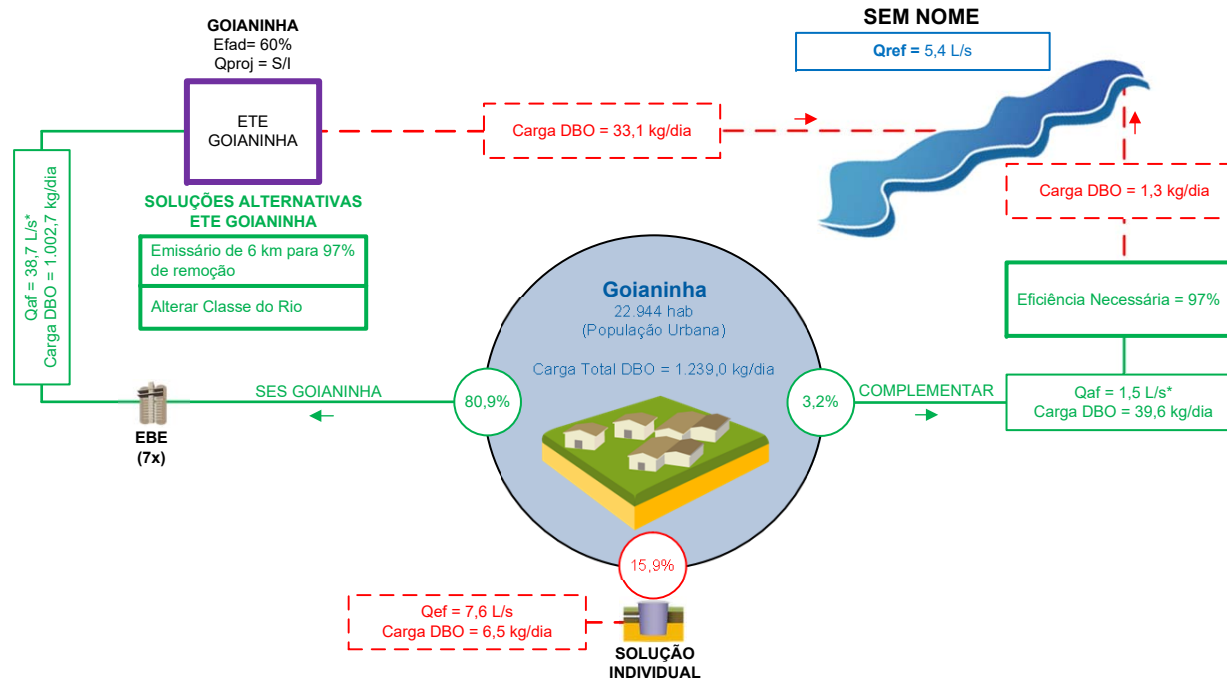 GOIANINHA
Efad= 60%
Qproj = S/I
ETE
GOIANINHA
SEM NOME
Qref = 5,4 L/s
Carga DBO = 33,1 kg/dia
Carga DBO = 1,3 kg/dia
Qaf = 38,7 L/s*
Carga DBO = 1.002,7 kg/dia
SOLUÇÕES ALTERNATIVAS
ETE GOIANINHA
Emissário de 6 km para 97%
de remoção
Alterar Classe do Rio
Goianinha
22.944 hab
(População Urbana)
Carga Total DBO = 1.239,0 kg/dia
Eficiência Necessária = 97%
SES GOIANINHA
80,9%
3,2%
COMPLEMENTAR
Qaf = 1,5 L/s*
Carga DBO = 39,6 kg/dia
EBE
(7x)
15,9%
Qef = 7,6 L/s
Carga DBO = 6,5 kg/dia
SOLUÇÃO
INDIVIDUAL